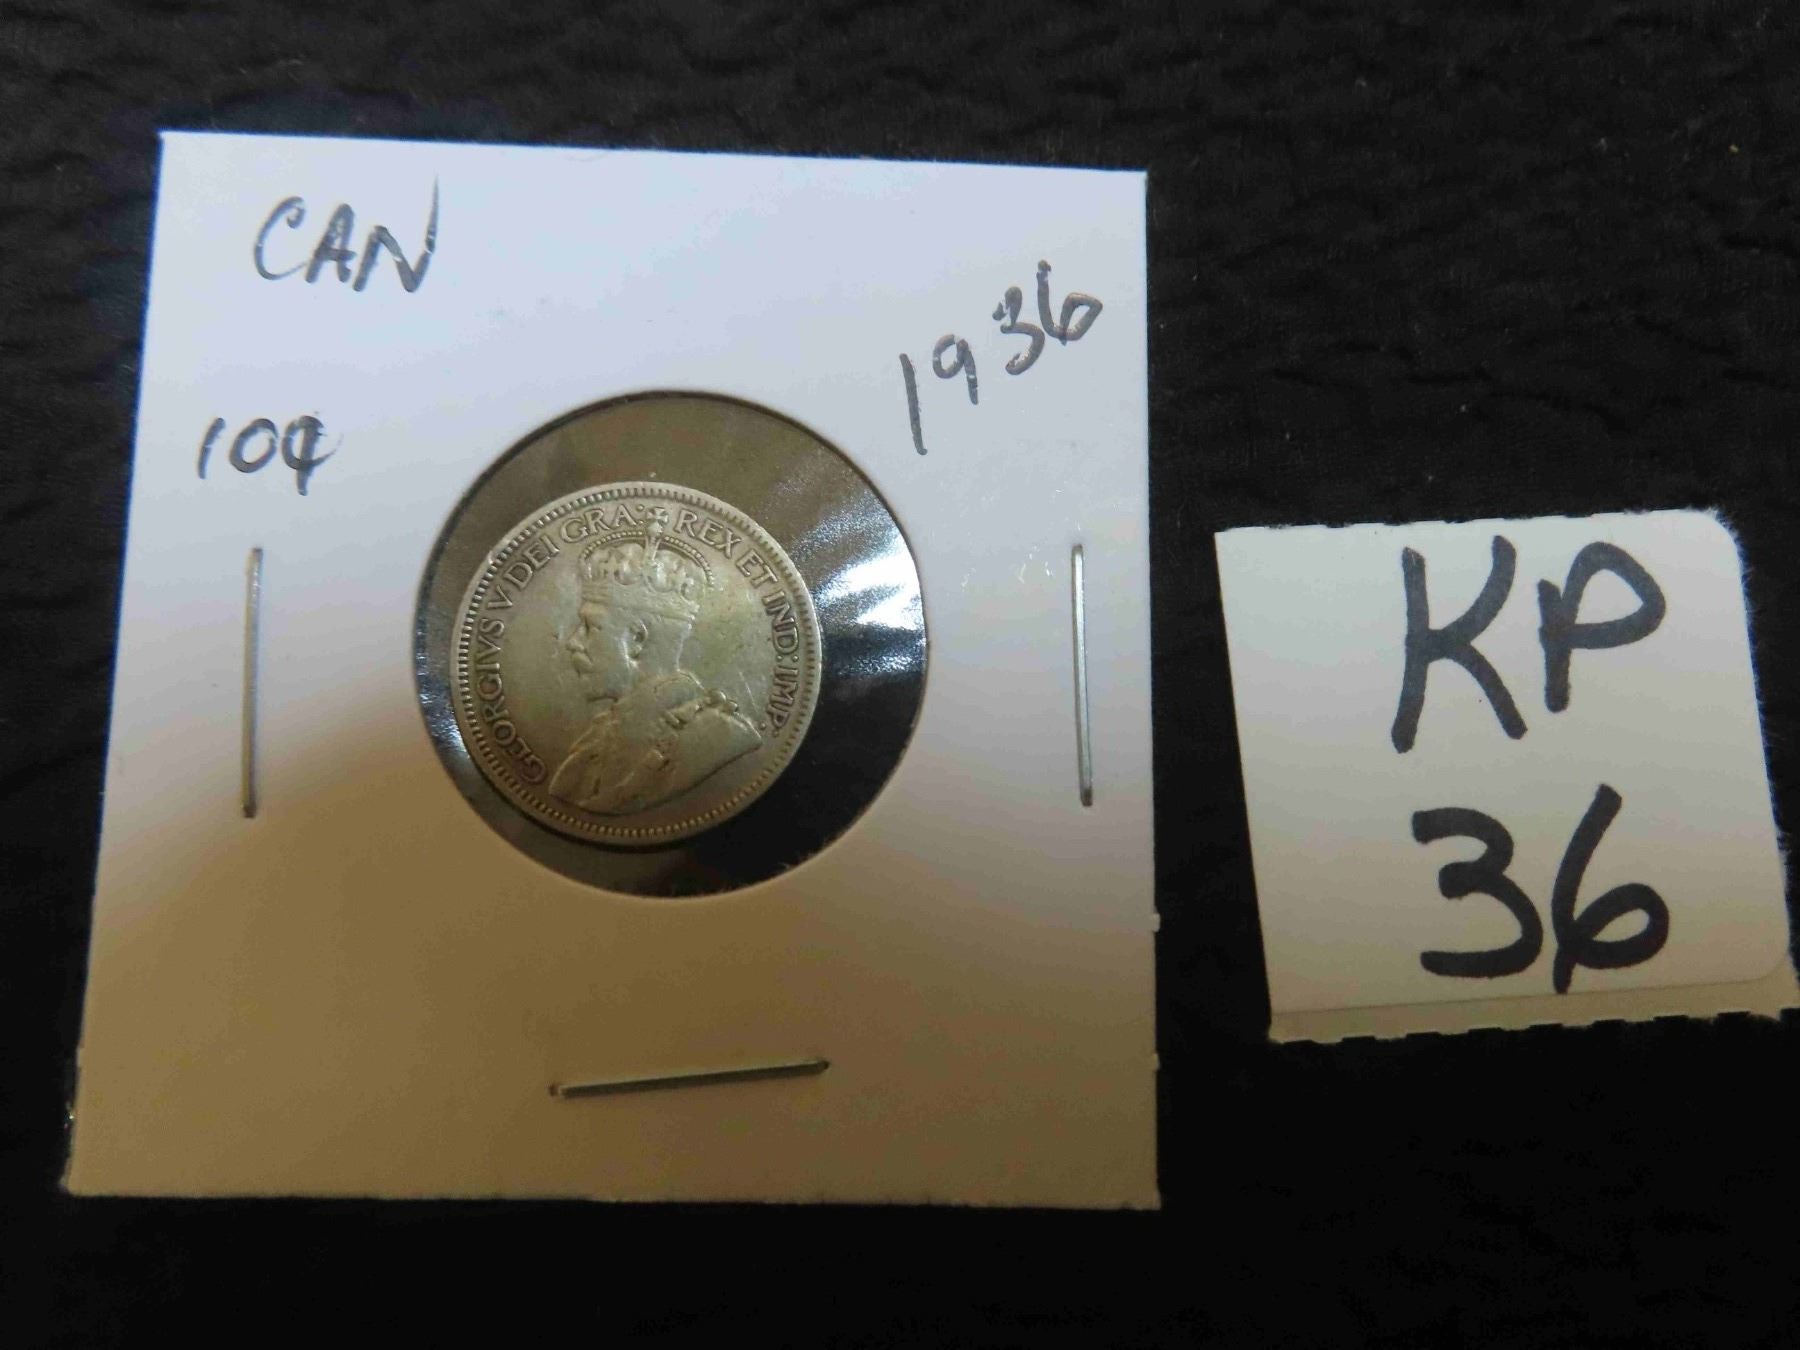 CAN
1936
10¢
GEORGIVS V DEI GRA: REX ET IND: IMP:
KP
36